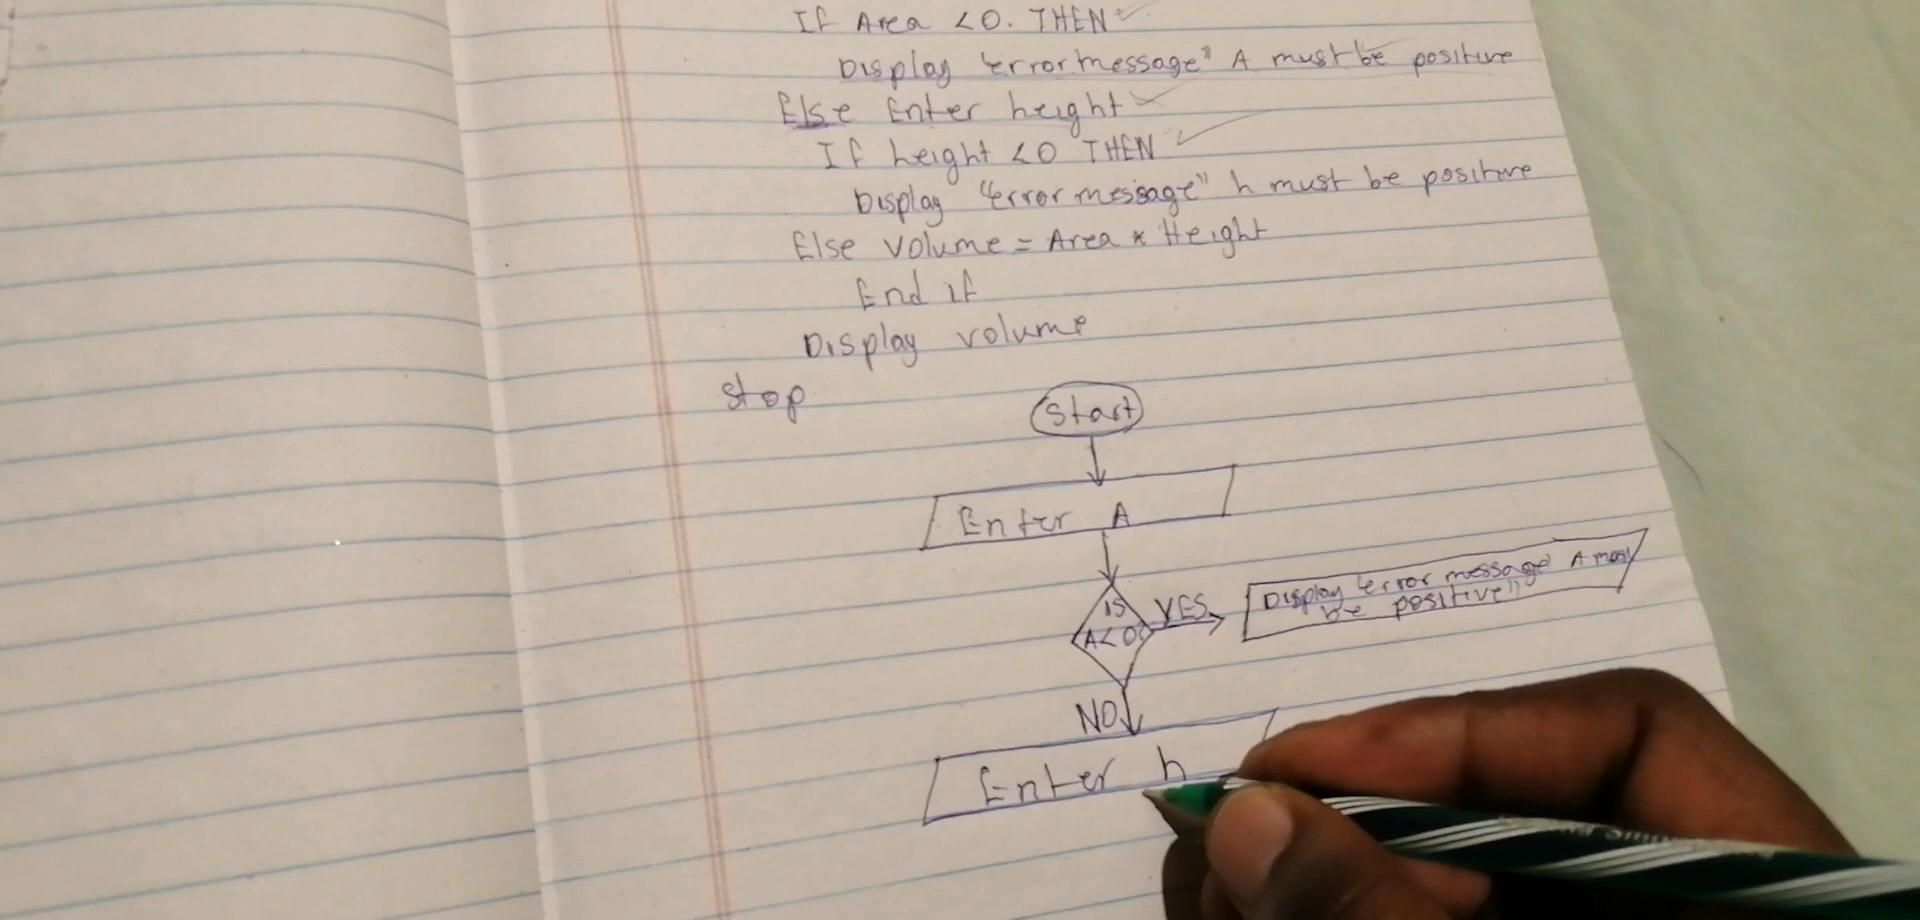 If Area <0. THEN
Display "error message" A must be positive
Else Enter height
If height <0 THEN
Display "error message" h must be positive
Else volume = Area * Height
End if
Display volume
Stop
Start
Enter A
IS
A<0?
YES
Display "error message" A must
be positive"
NO
Enter h